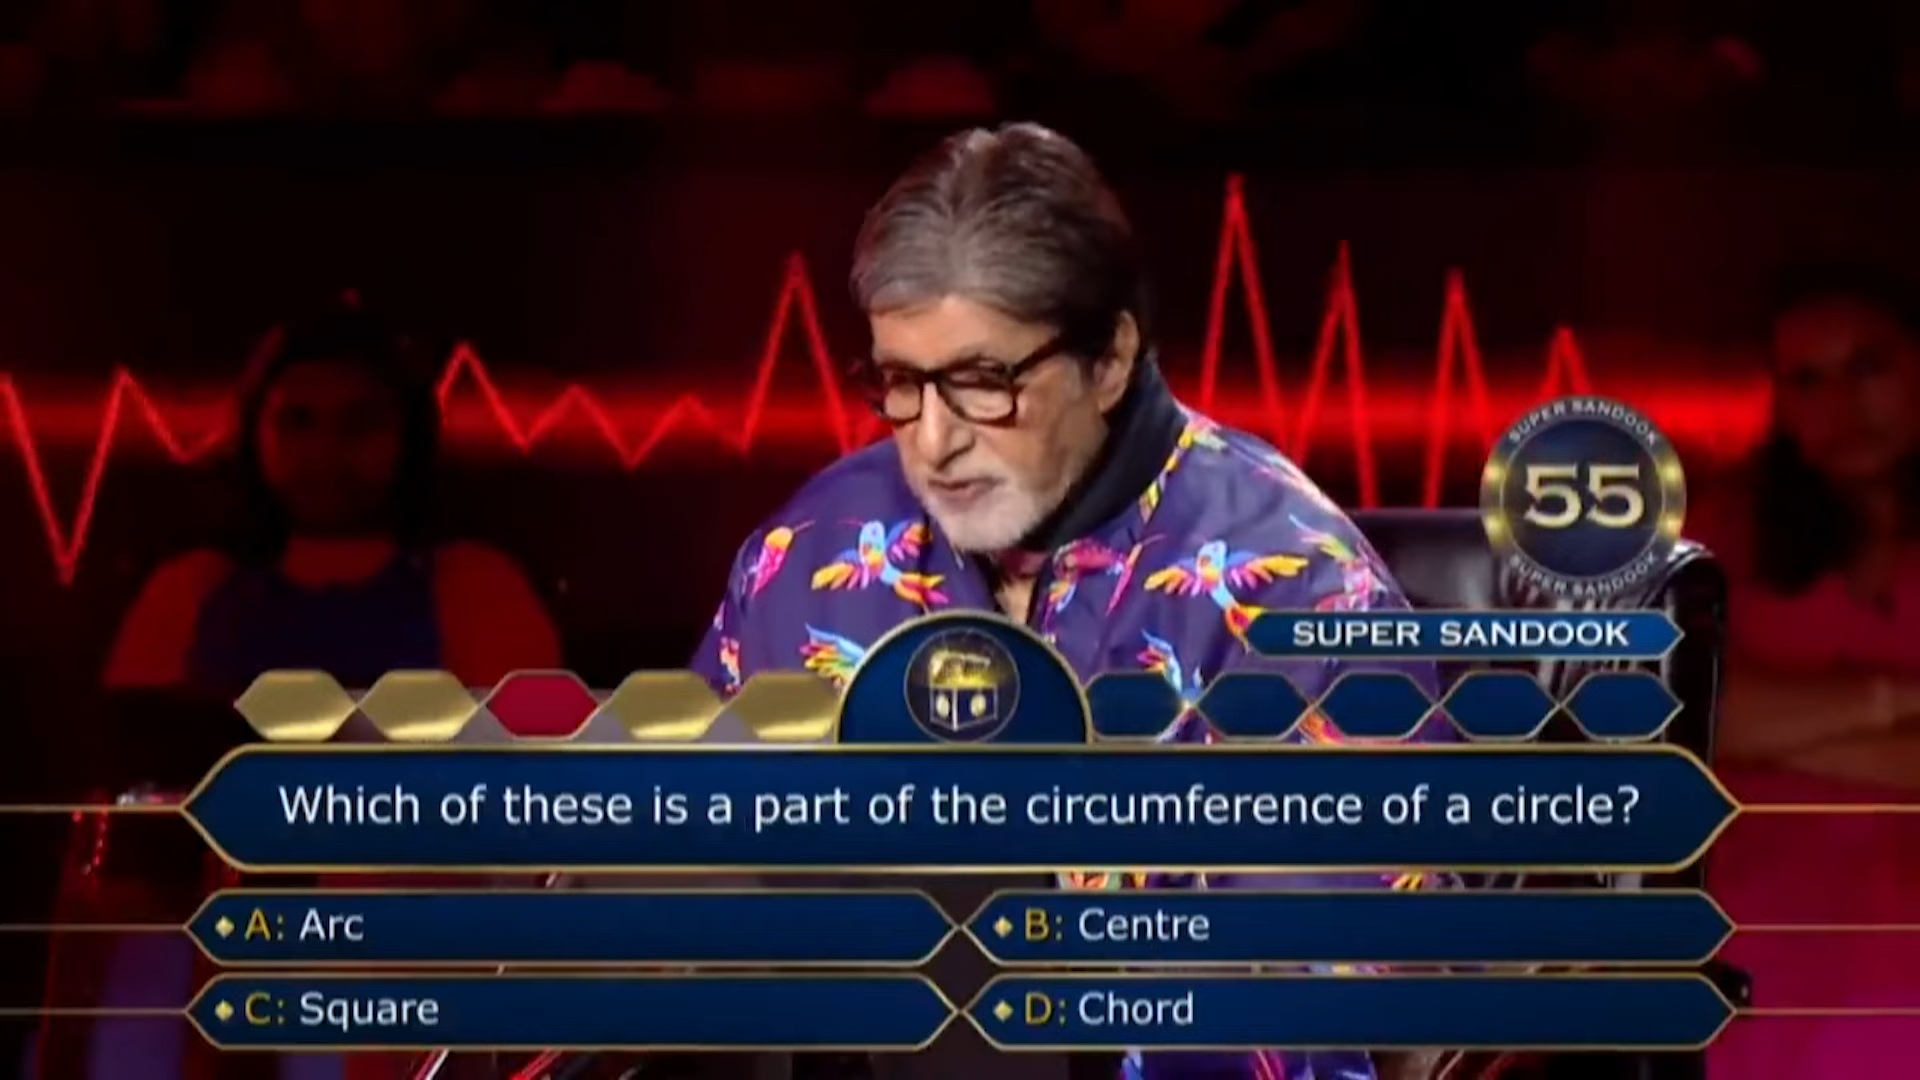 SUPER SANDOOK
55
SUPER SANDOOK
SUPER SANDOOK
Which of these is a part of the circumference of a circle?
A: Arc
B: Centre
C: Square
D: Chord